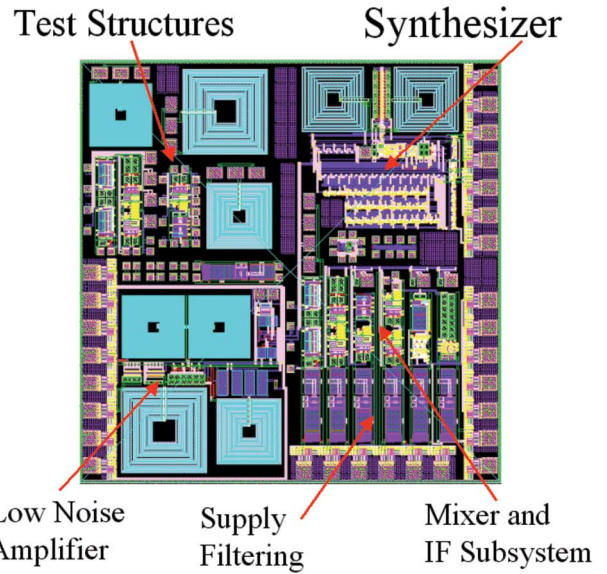 Test Structures
Synthesizer
Low Noise
Amplifier
Supply
Filtering
Mixer and
IF Subsystem